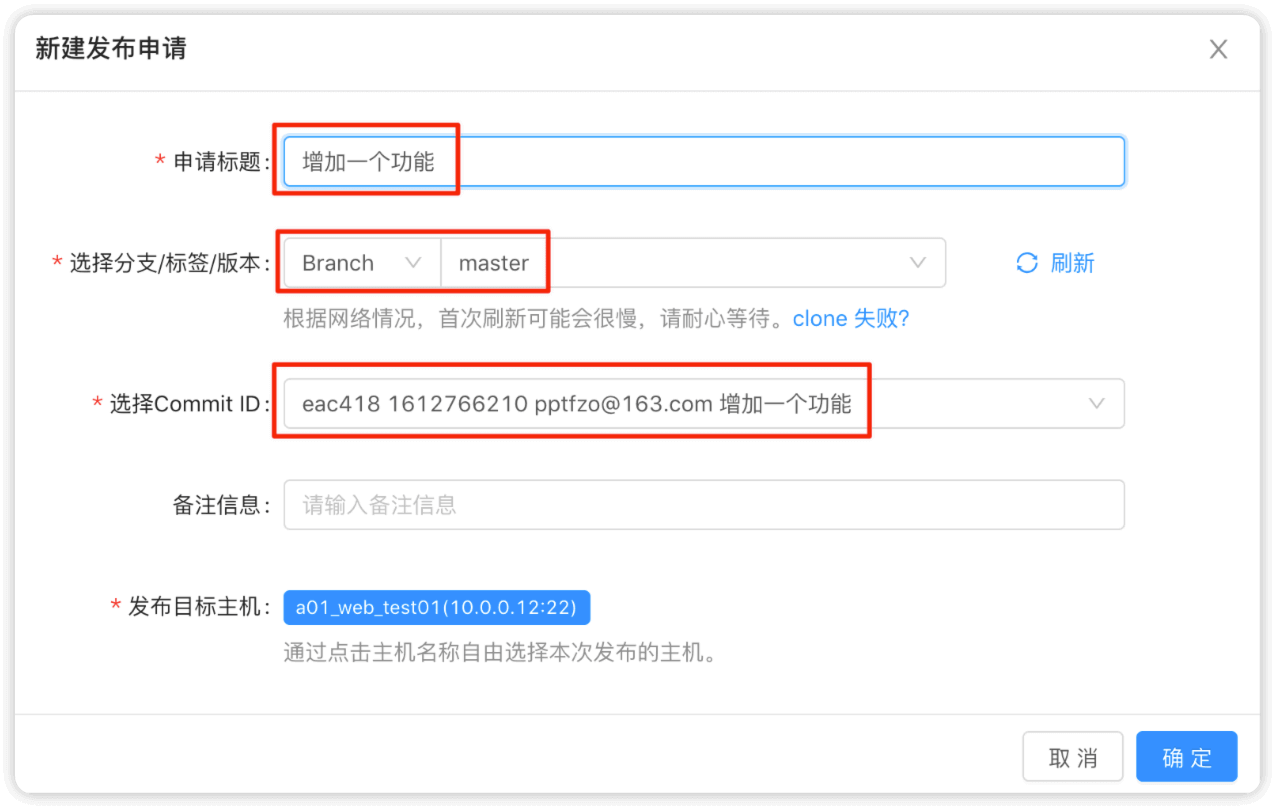 新建发布申请
* 申请标题: 增加一个功能
* 选择分支/标签/版本: Branch master 刷新
根据网络情况，首次刷新可能会很慢，请耐心等待。clone 失败?
* 选择Commit ID: eac418 1612766210 pptfzo@163.com 增加一个功能
备注信息: 请输入备注信息
* 发布目标主机: a01_web_test01(10.0.0.12:22)
通过点击主机名称自由选择本次发布的主机。
取 消 确 定